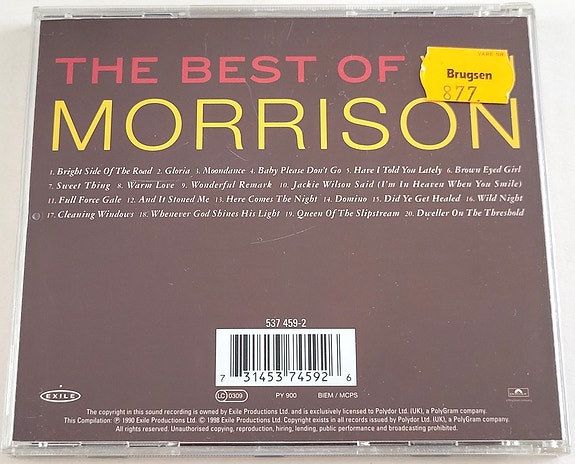 THE BEST OF
VARE NR.
Brugsen
877.
MORRISON
1. Bright Side Of The Road 2. Gloria 3. Moondance 4. Baby Please Don't Go 5. Have I Told You Lately 6. Brown Eyed Girl
7. Sweet Thing 8. Warm Love 9. Wonderful Remark 10. Jackie Wilson Said (I'm In Heaven When You Smile)
11. Full Force Gale 12. And It Stoned Me 13. Here Comes The Night 14. Domino 15. Did Ye Get Healed 16. Wild Night
17. Cleaning Windows 18. Whenever God Shines His Light 19. Queen Of The Slipstream 20. Dweller On The Threshold
537 459-2
7 31453 74592 6
LC 0309 PY 900 BIEM / MCPS
EXILE
The copyright in this sound recording is owned by Exile Productions Ltd. and is exclusively licensed to Polydor Ltd. (UK), a PolyGram company.
This Compilation: ℗ 1990 Exile Productions Ltd. © 1998 Exile Productions Ltd. Copyright exists in all records issued by Polydor Ltd. (UK), a PolyGram company.
All rights reserved. Unauthorised copying, reproduction, hiring, lending, public performance and broadcasting prohibited.